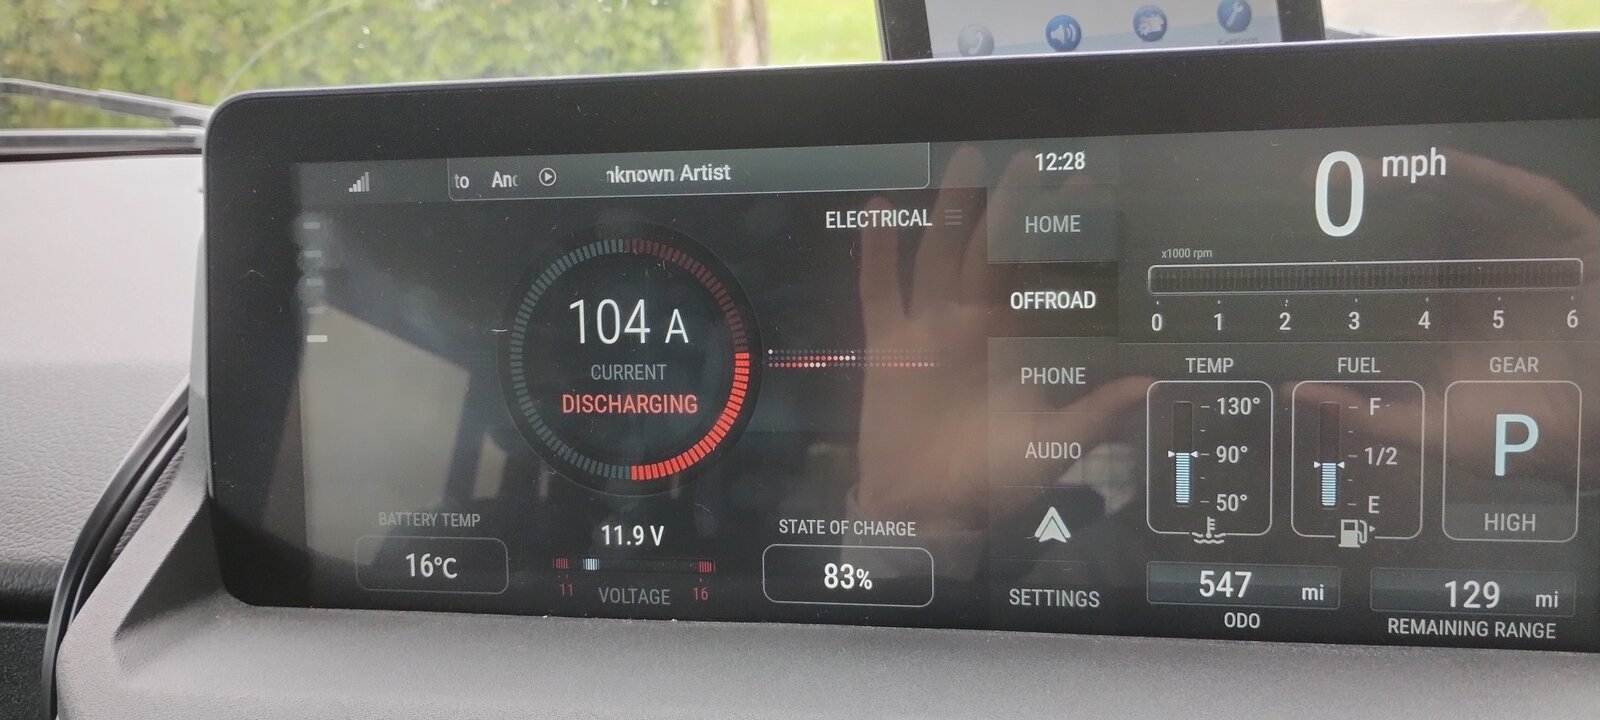 to And nknown Artist
12:28
ELECTRICAL
104 A
CURRENT
DISCHARGING
BATTERY TEMP
16°C
11.9 V
11 VOLTAGE 16
STATE OF CHARGE
83%
HOME
OFFROAD
PHONE
AUDIO
SETTINGS
0 mph
x1000 rpm
0 1 2 3 4 5 6
TEMP
130°
90°
50°
FUEL
F
1/2
E
GEAR
P
HIGH
547 mi
ODO
129 mi
REMAINING RANGE